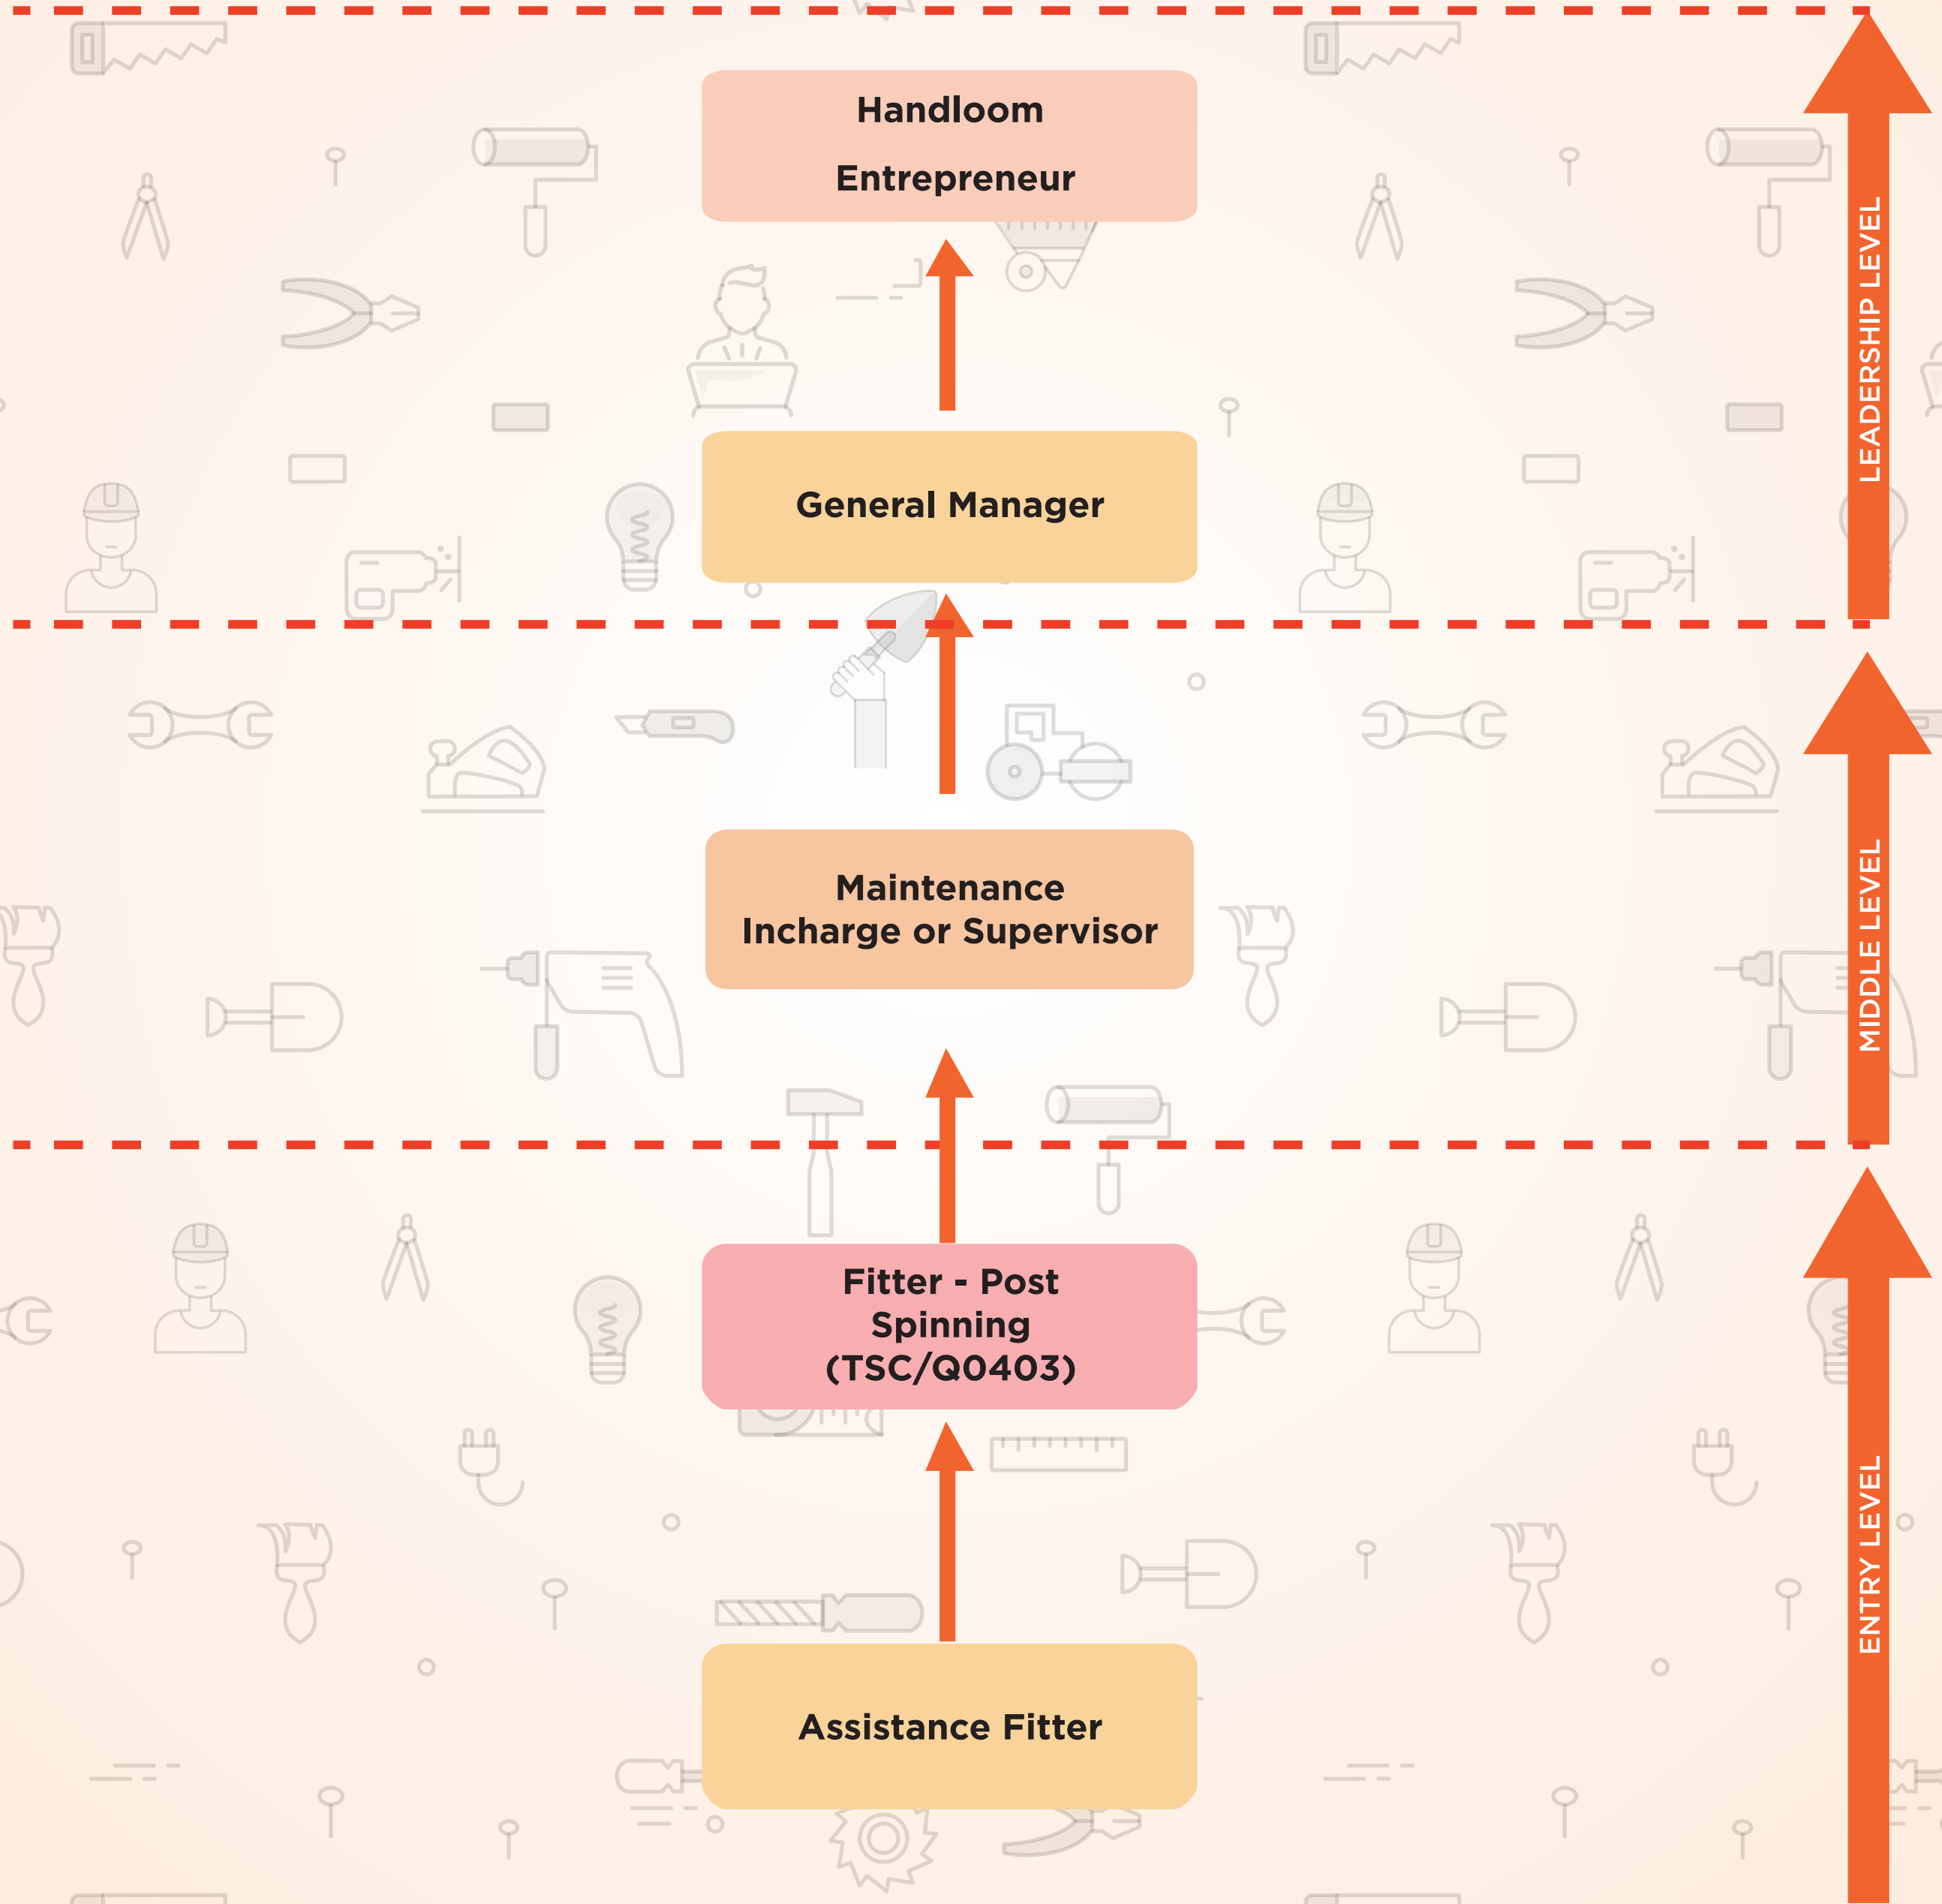 Handloom
Entrepreneur
LEADERSHIP LEVEL
General Manager
Maintenance
Incharge or Supervisor
MIDDLE LEVEL
Fitter - Post
Spinning
(TSC/Q0403)
ENTRY LEVEL
Assistance Fitter